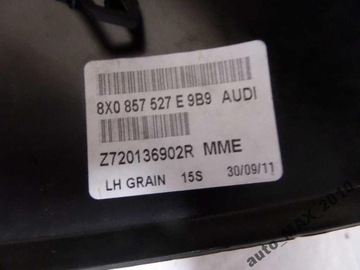 8X0 857 527 E 9B9 AUDI
Z720136902R MME
LH GRAIN 15S 30/09/11